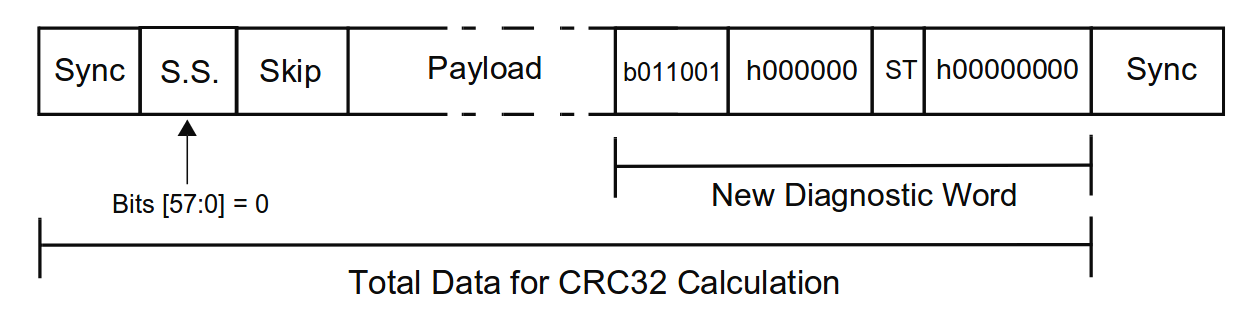 Sync S.S. Skip Payload b011001 h000000 ST h00000000 Sync
Bits [57:0] = 0
New Diagnostic Word
Total Data for CRC32 Calculation